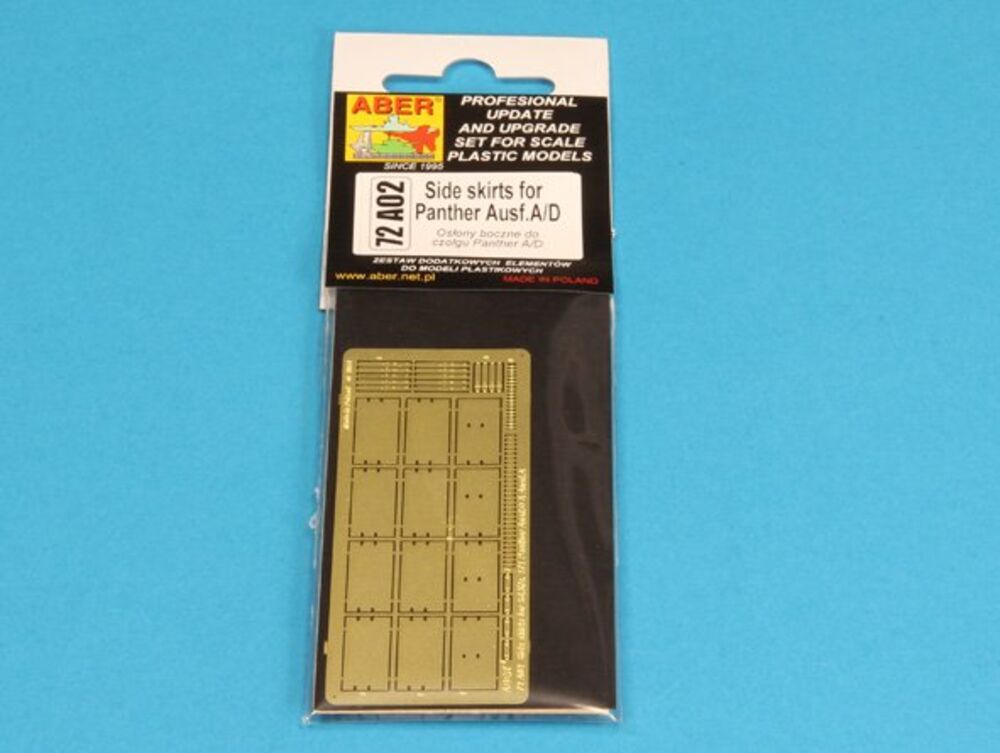 ABER
SINCE 1995
PROFESIONAL
UPDATE
AND UPGRADE
SET FOR SCALE
PLASTIC MODELS
72 A02
Side skirts for
Panther Ausf.A/D
Osłony boczne do
czolgu Panther A/D
ZESTAW DODATKOWYCH ELEMENTÓW
DO MODELI PLASTIKOWYCH
www.aber.net.pl
MADE IN POLAND